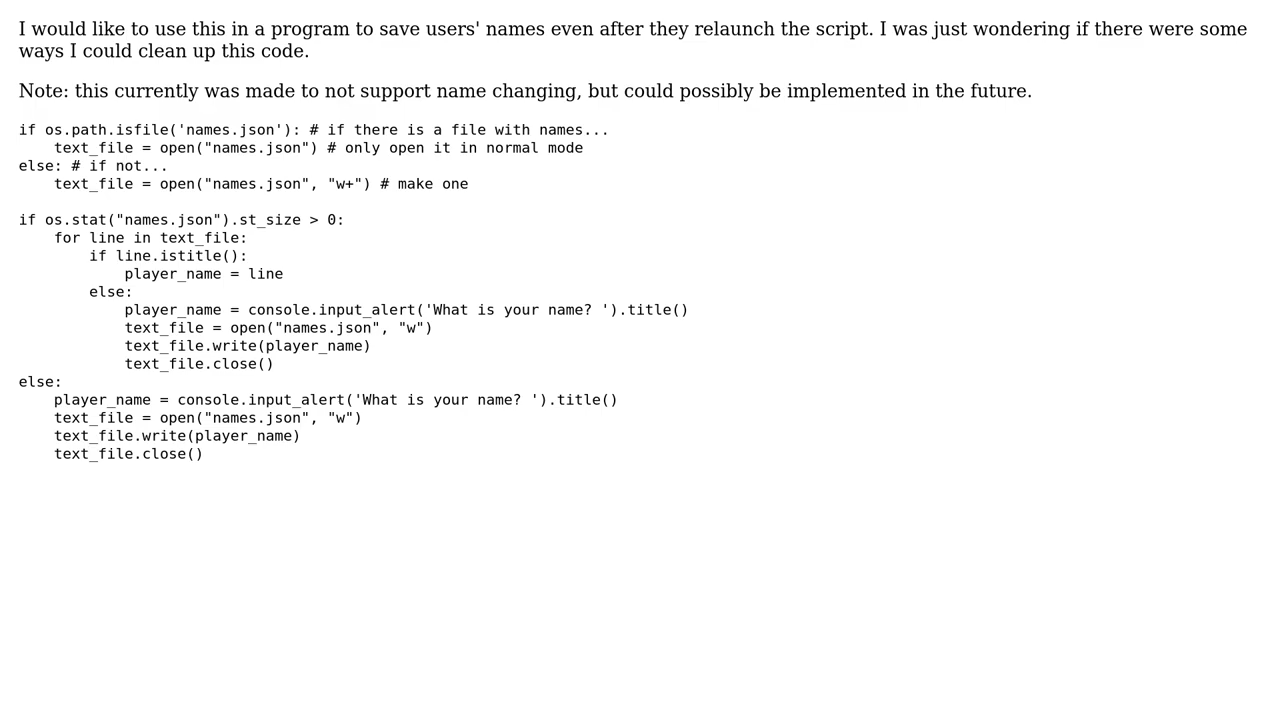 I would like to use this in a program to save users' names even after they relaunch the script. I was just wondering if there were some
ways I could clean up this code.
Note: this currently was made to not support name changing, but could possibly be implemented in the future.
if os.path.isfile('names.json'): # if there is a file with names...
    text_file = open("names.json") # only open it in normal mode
else: # if not...
    text_file = open("names.json", "w+") # make one

if os.stat("names.json").st_size > 0:
    for line in text_file:
        if line.istitle():
            player_name = line
        else:
            player_name = console.input_alert('What is your name? ').title()
            text_file = open("names.json", "w")
            text_file.write(player_name)
            text_file.close()
else:
    player_name = console.input_alert('What is your name? ').title()
    text_file = open("names.json", "w")
    text_file.write(player_name)
    text_file.close()